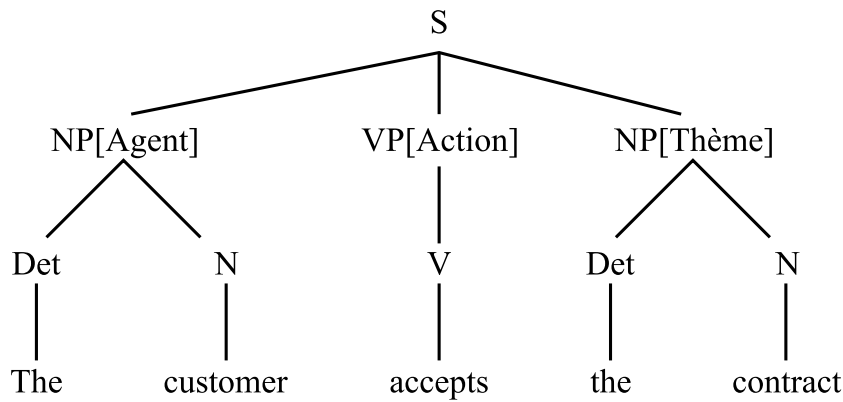 S
NP[Agent] VP[Action] NP[Thème]
Det N V Det N
The customer accepts the contract